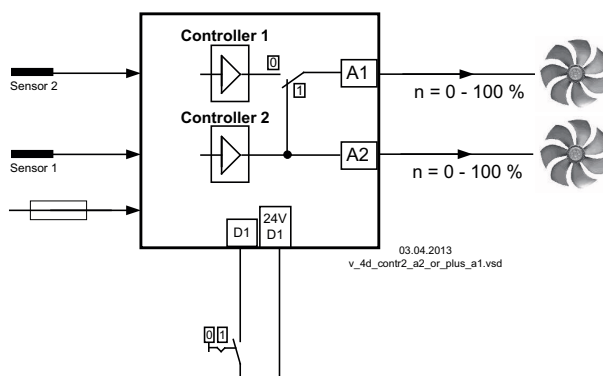 Controller 1
0
A1
1
n = 0 - 100 %
Sensor 2
Controller 2
A2
n = 0 - 100 %
Sensor 1
D1
24V
D1
03.04.2013
v_4d_contr2_a2_or_plus_a1.vsd
0 1